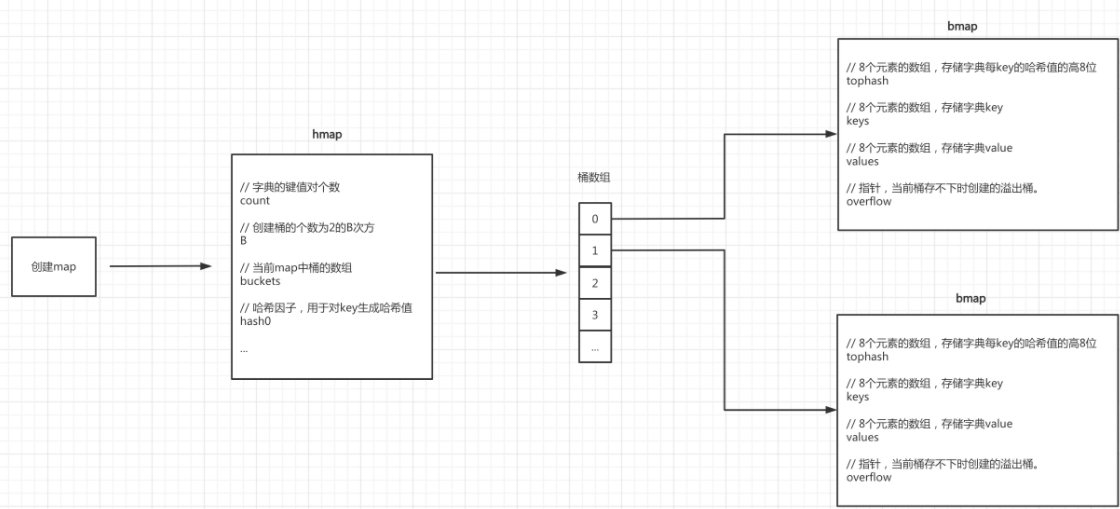 创建map
hmap
// 字典的键值对个数
count
// 创建桶的个数为2的B次方
B
// 当前map中桶的数组
buckets
// 哈希因子，用于对key生成哈希值
hash0
...
桶数组
0
1
2
3
...
bmap
// 8个元素的数组，存储字典每key的哈希值的高8位
tophash
// 8个元素的数组，存储字典key
keys
// 8个元素的数组，存储字典value
values
// 指针，当前桶存不下时创建的溢出桶。
overflow
bmap
// 8个元素的数组，存储字典每key的哈希值的高8位
tophash
// 8个元素的数组，存储字典key
keys
// 8个元素的数组，存储字典value
values
// 指针，当前桶存不下时创建的溢出桶。
overflow